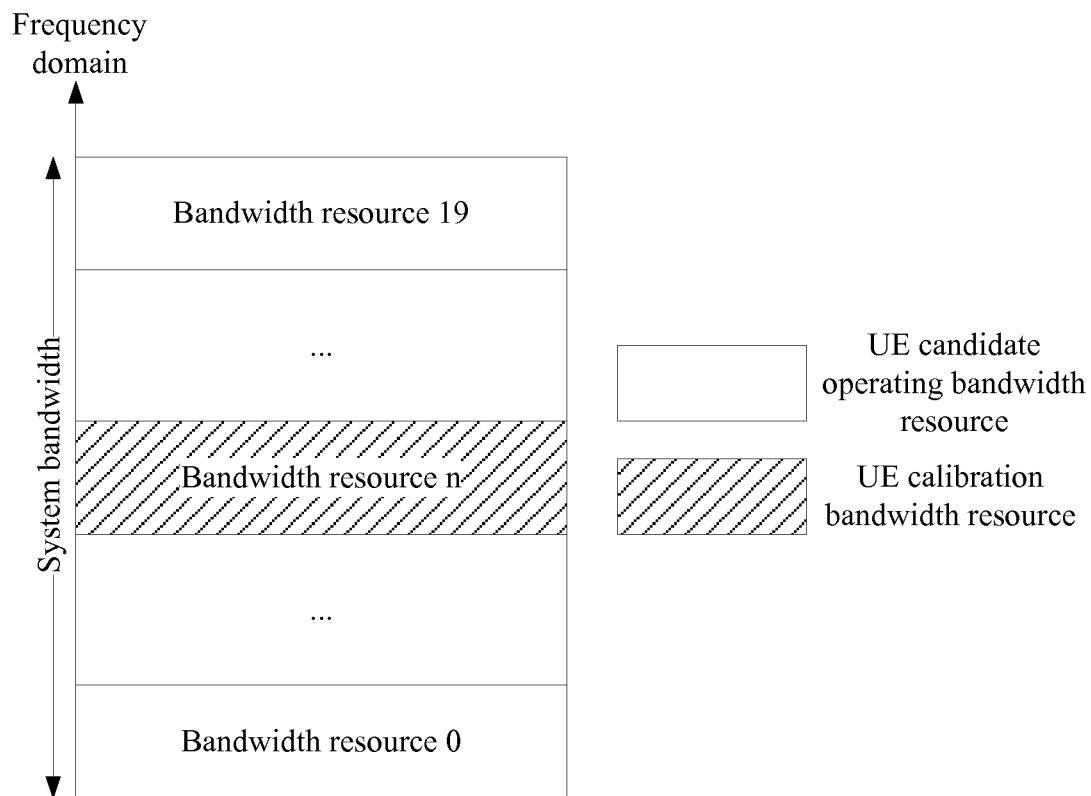 Frequency
domain
System bandwidth
Bandwidth resource 19
...
Bandwidth resource n
...
Bandwidth resource 0
UE candidate
operating bandwidth
resource
UE calibration
bandwidth resource